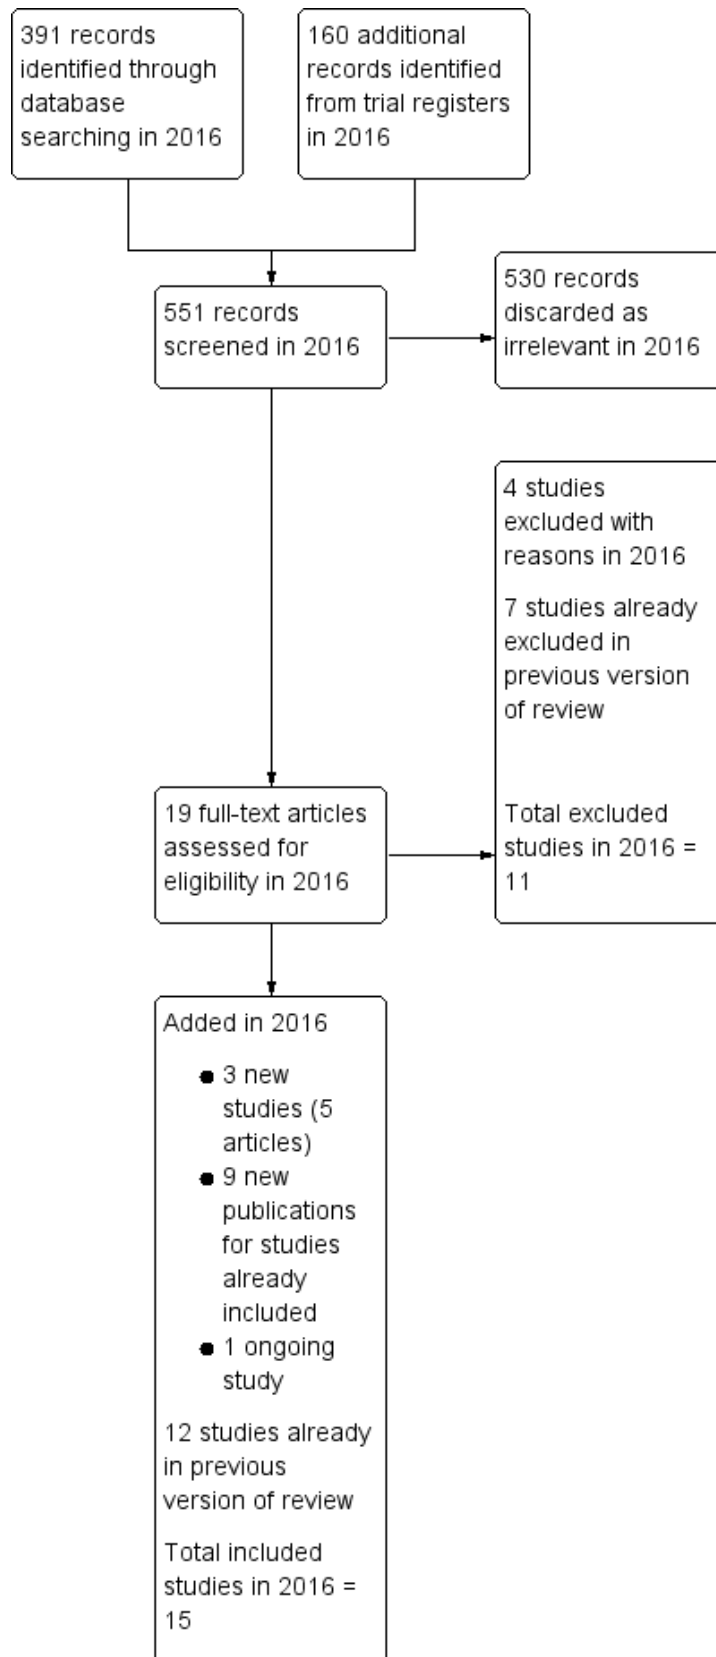 391 records
identified through
database
searching in 2016
160 additional
records identified
from trial registers
in 2016
551 records
screened in 2016
530 records
discarded as
irrelevant in 2016
4 studies
excluded with
reasons in 2016
7 studies already
excluded in
previous version
of review
Total excluded
studies in 2016 =
11
19 full-text articles
assessed for
eligibility in 2016
Added in 2016
● 3 new
studies (5
articles)
● 9 new
publications
for studies
already
included
● 1 ongoing
study
12 studies already
in previous
version of review
Total included
studies in 2016 =
15